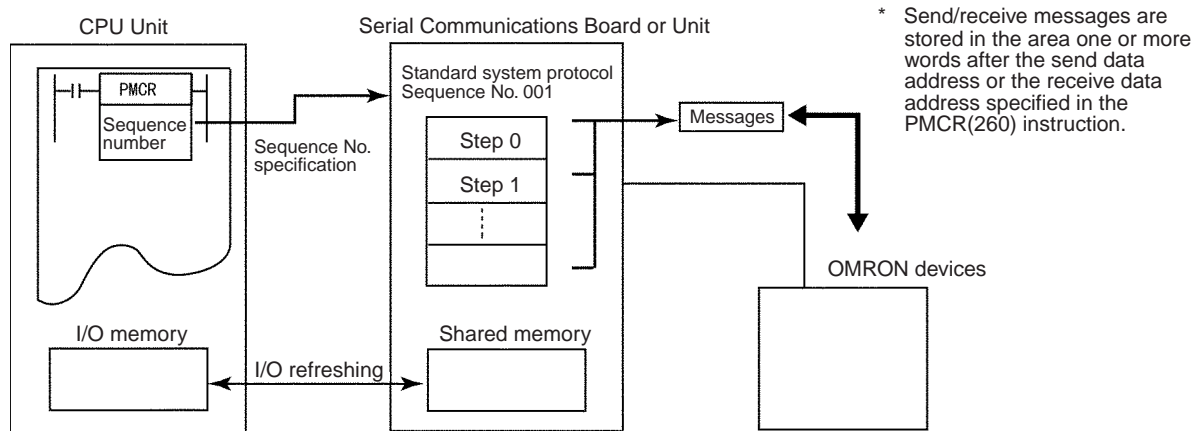 CPU Unit
PMCR
Sequence
number
Sequence No.
specification
I/O memory
I/O refreshing
Serial Communications Board or Unit
Standard system protocol
Sequence No. 001
Step 0
Step 1
Shared memory
Messages
OMRON devices
* Send/receive messages are
stored in the area one or more
words after the send data
address or the receive data
address specified in the
PMCR(260) instruction.